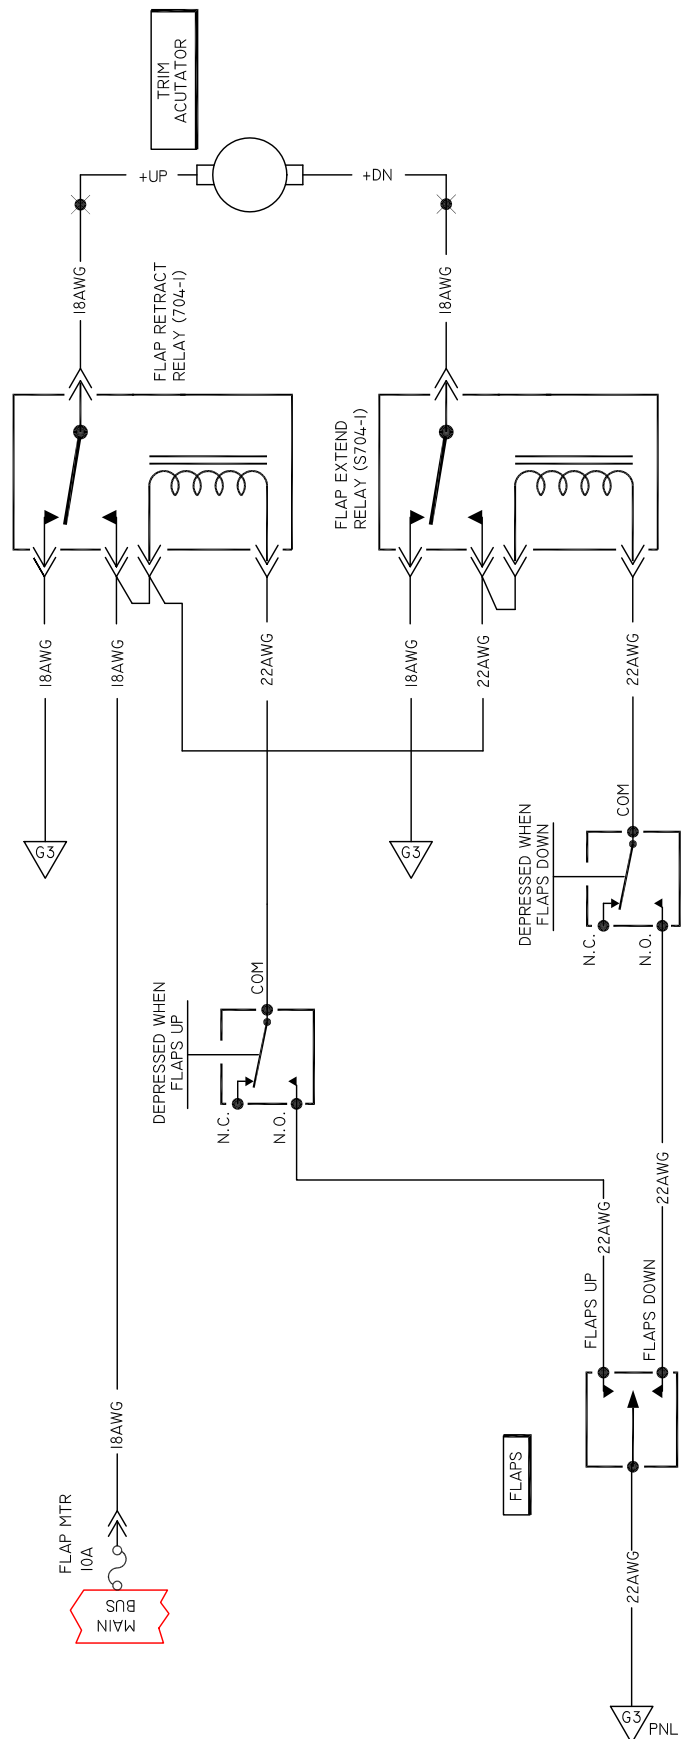 TRIM
ACUTATOR
+UP
+DN
18AWG
18AWG
FLAP RETRACT
RELAY (704-1)
FLAP EXTEND
RELAY (S704-1)
18AWG
18AWG
22AWG
18AWG
22AWG
22AWG
G3
G3
COM
DEPRESSED WHEN
FLAPS DOWN
N.C.
N.O.
COM
DEPRESSED WHEN
FLAPS UP
N.C.
N.O.
22AWG
22AWG
FLAPS UP
FLAPS DOWN
18AWG
FLAPS
FLAP MTR
10A
MAIN
BUS
22AWG
G3
PNL